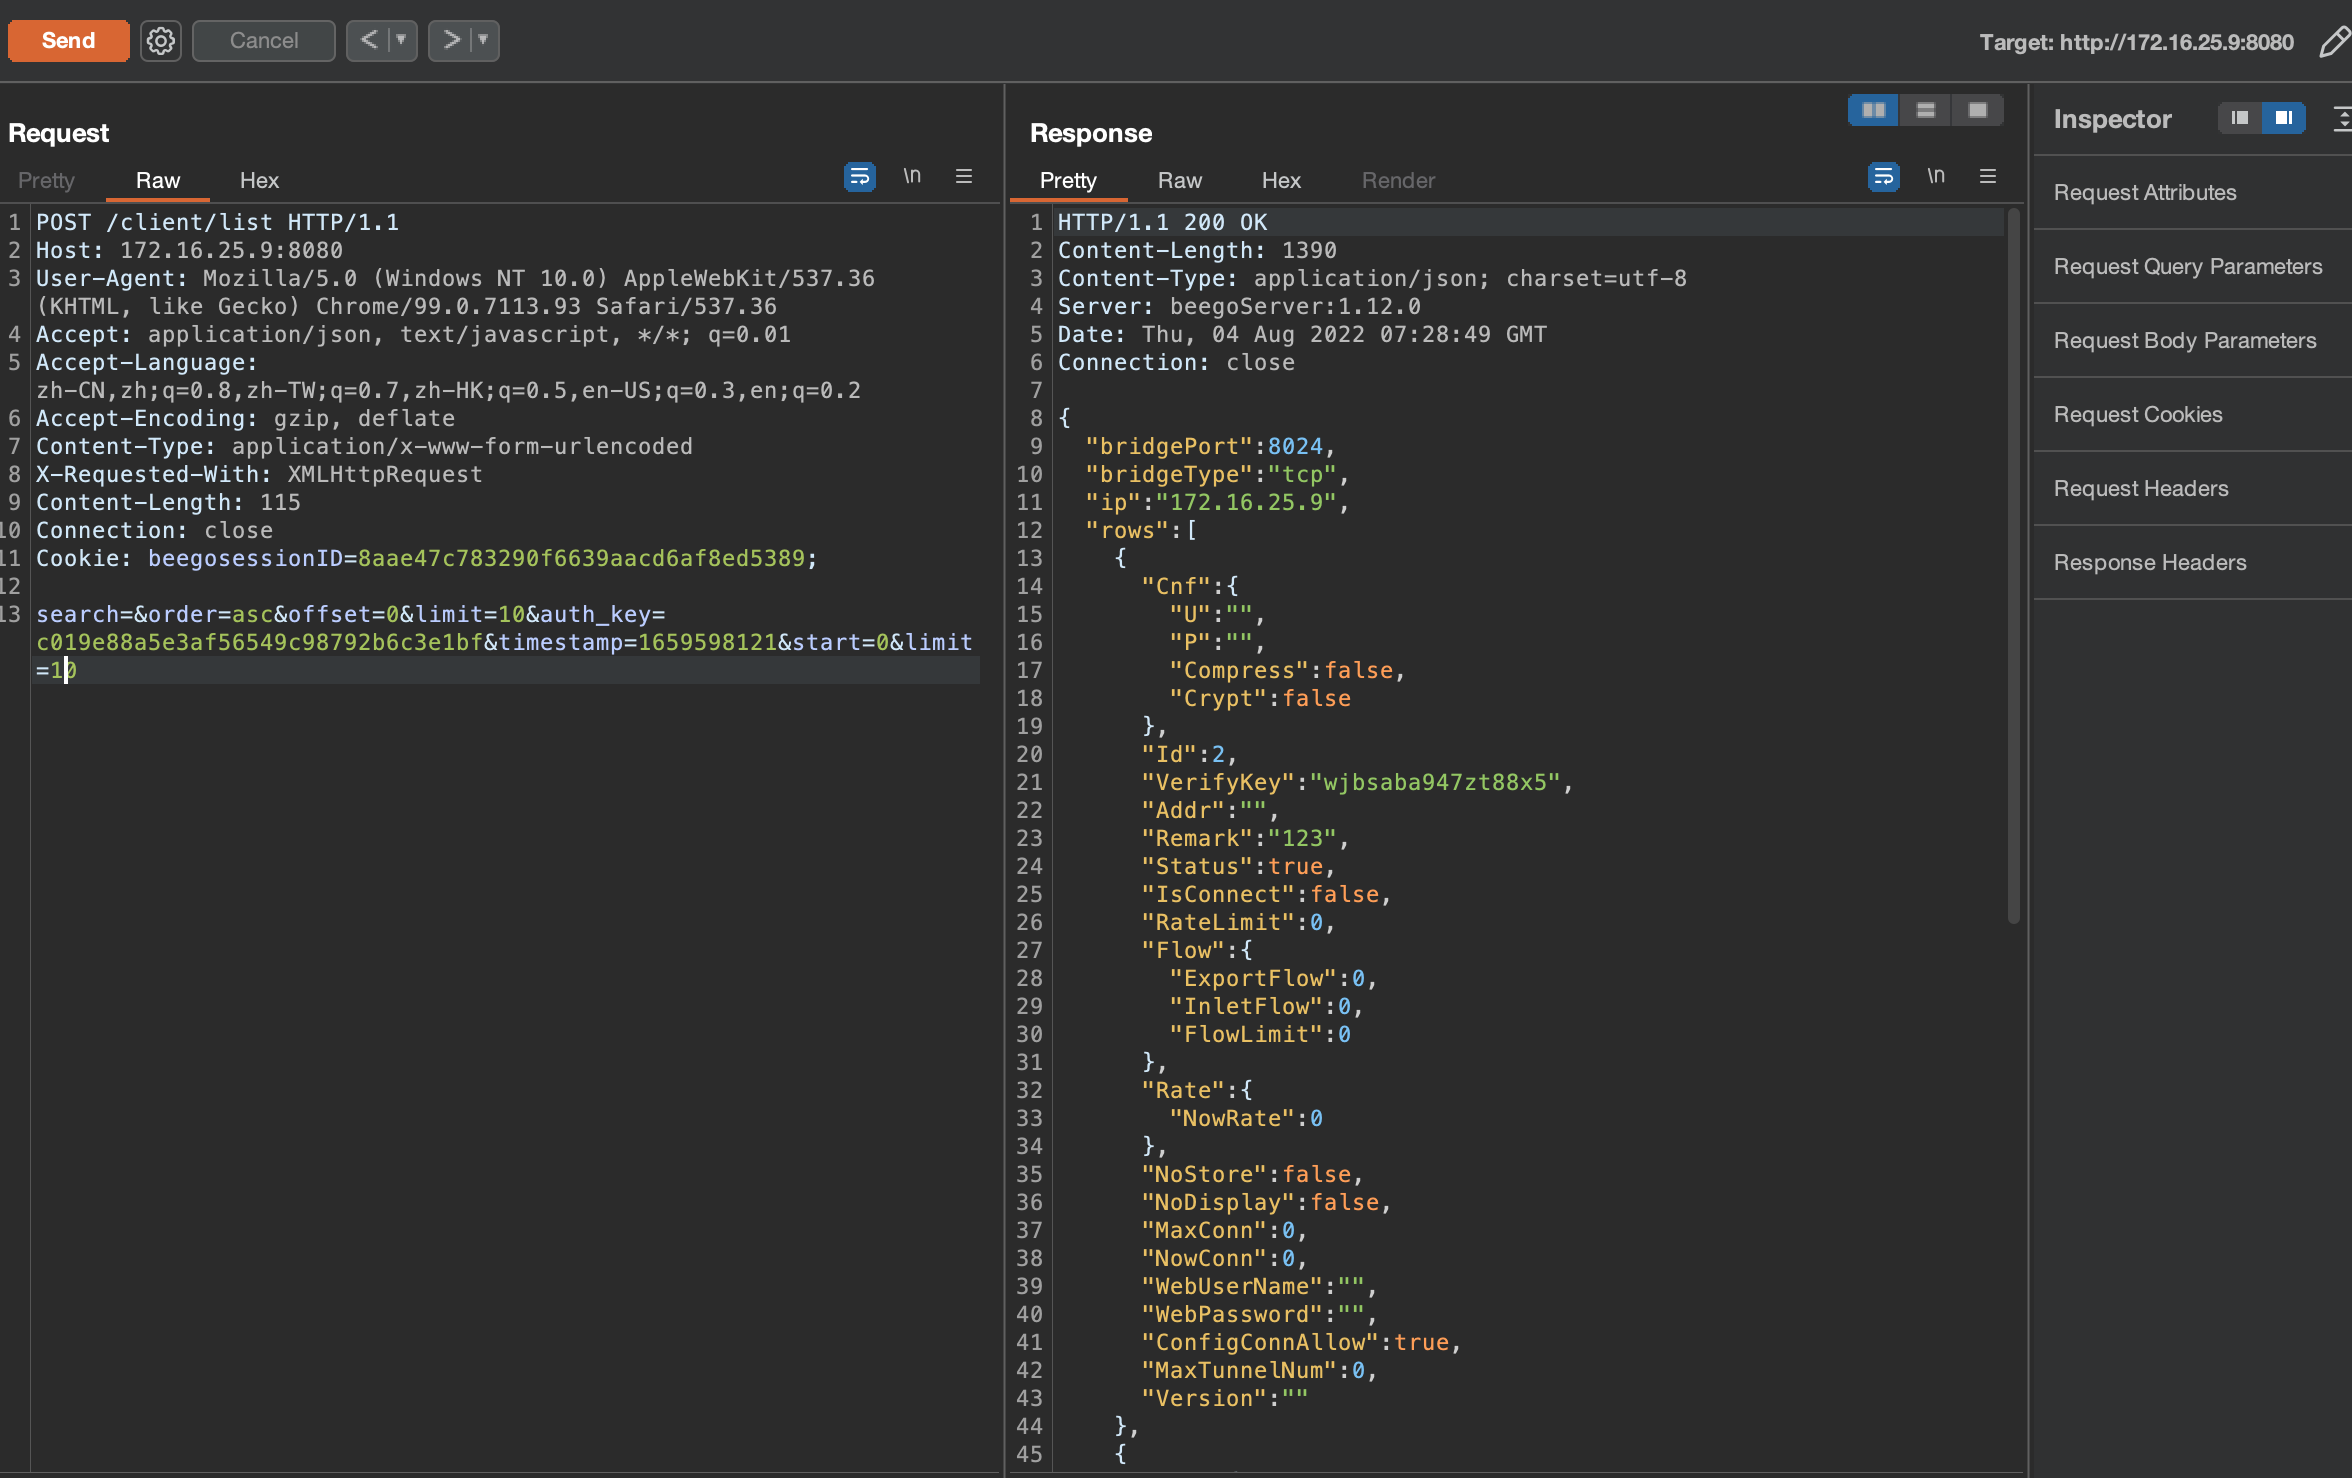 Send
Cancel
< ▼
> ▼
Target: http://172.16.25.9:8080
Request
Pretty
Raw
Hex
\n
1 POST /client/list HTTP/1.1
2 Host: 172.16.25.9:8080
3 User-Agent: Mozilla/5.0 (Windows NT 10.0) AppleWebKit/537.36
(KHTML, like Gecko) Chrome/99.0.7113.93 Safari/537.36
4 Accept: application/json, text/javascript, */*; q=0.01
5 Accept-Language:
zh-CN,zh;q=0.8,zh-TW;q=0.7,zh-HK;q=0.5,en-US;q=0.3,en;q=0.2
6 Accept-Encoding: gzip, deflate
7 Content-Type: application/x-www-form-urlencoded
8 X-Requested-With: XMLHttpRequest
9 Content-Length: 115
10 Connection: close
11 Cookie: beegosessionID=8aae47c783290f6639aacd6af8ed5389;
12
13 search=&order=asc&offset=0&limit=10&auth_key=
c019e88a5e3af56549c98792b6c3e1bf&timestamp=1659598121&start=0&limit
=10
Response
Pretty
Raw
Hex
Render
\n
1 HTTP/1.1 200 OK
2 Content-Length: 1390
3 Content-Type: application/json; charset=utf-8
4 Server: beegoServer:1.12.0
5 Date: Thu, 04 Aug 2022 07:28:49 GMT
6 Connection: close
7
8 {
9 "bridgePort":8024,
10 "bridgeType":"tcp",
11 "ip":"172.16.25.9",
12 "rows":[
13 {
14 "Cnf":{
15 "U":"",
16 "P":"",
17 "Compress":false,
18 "Crypt":false
19 },
20 "Id":2,
21 "VerifyKey":"wjbsaba947zt88x5",
22 "Addr":"",
23 "Remark":"123",
24 "Status":true,
25 "IsConnect":false,
26 "RateLimit":0,
27 "Flow":{
28 "ExportFlow":0,
29 "InletFlow":0,
30 "FlowLimit":0
31 },
32 "Rate":{
33 "NowRate":0
34 },
35 "NoStore":false,
36 "NoDisplay":false,
37 "MaxConn":0,
38 "NowConn":0,
39 "WebUserName":"",
40 "WebPassword":"",
41 "ConfigConnAllow":true,
42 "MaxTunnelNum":0,
43 "Version":""
44 },
45 {
Inspector
Request Attributes
Request Query Parameters
Request Body Parameters
Request Cookies
Request Headers
Response Headers